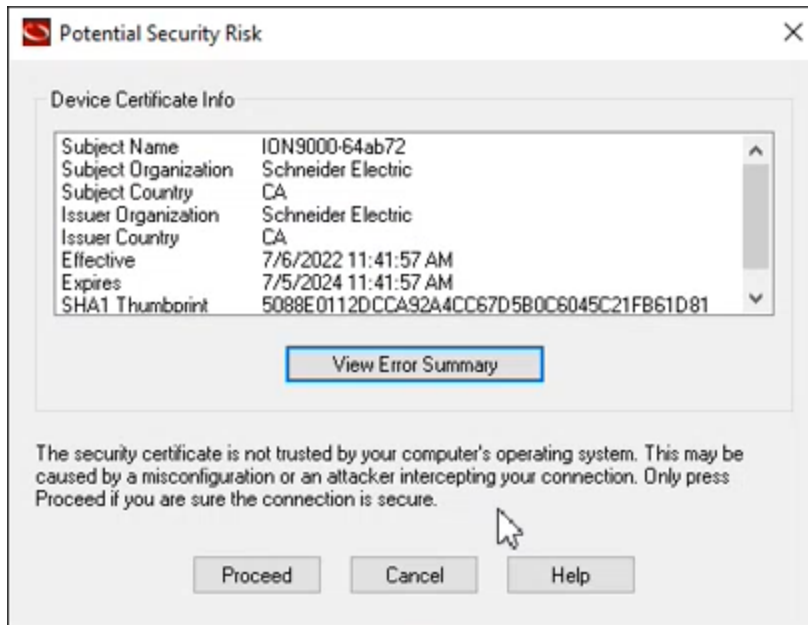 Potential Security Risk
Device Certificate Info
Subject Name ION9000-64ab72
Subject Organization Schneider Electric
Subject Country CA
Issuer Organization Schneider Electric
Issuer Country CA
Effective 7/6/2022 11:41:57 AM
Expires 7/5/2024 11:41:57 AM
SHA1 Thumbprint 5088E0112DCCA92A4CC67D5B0C6045C21FB61D81
View Error Summary
The security certificate is not trusted by your computer's operating system. This may be
caused by a misconfiguration or an attacker intercepting your connection. Only press
Proceed if you are sure the connection is secure.
Proceed Cancel Help